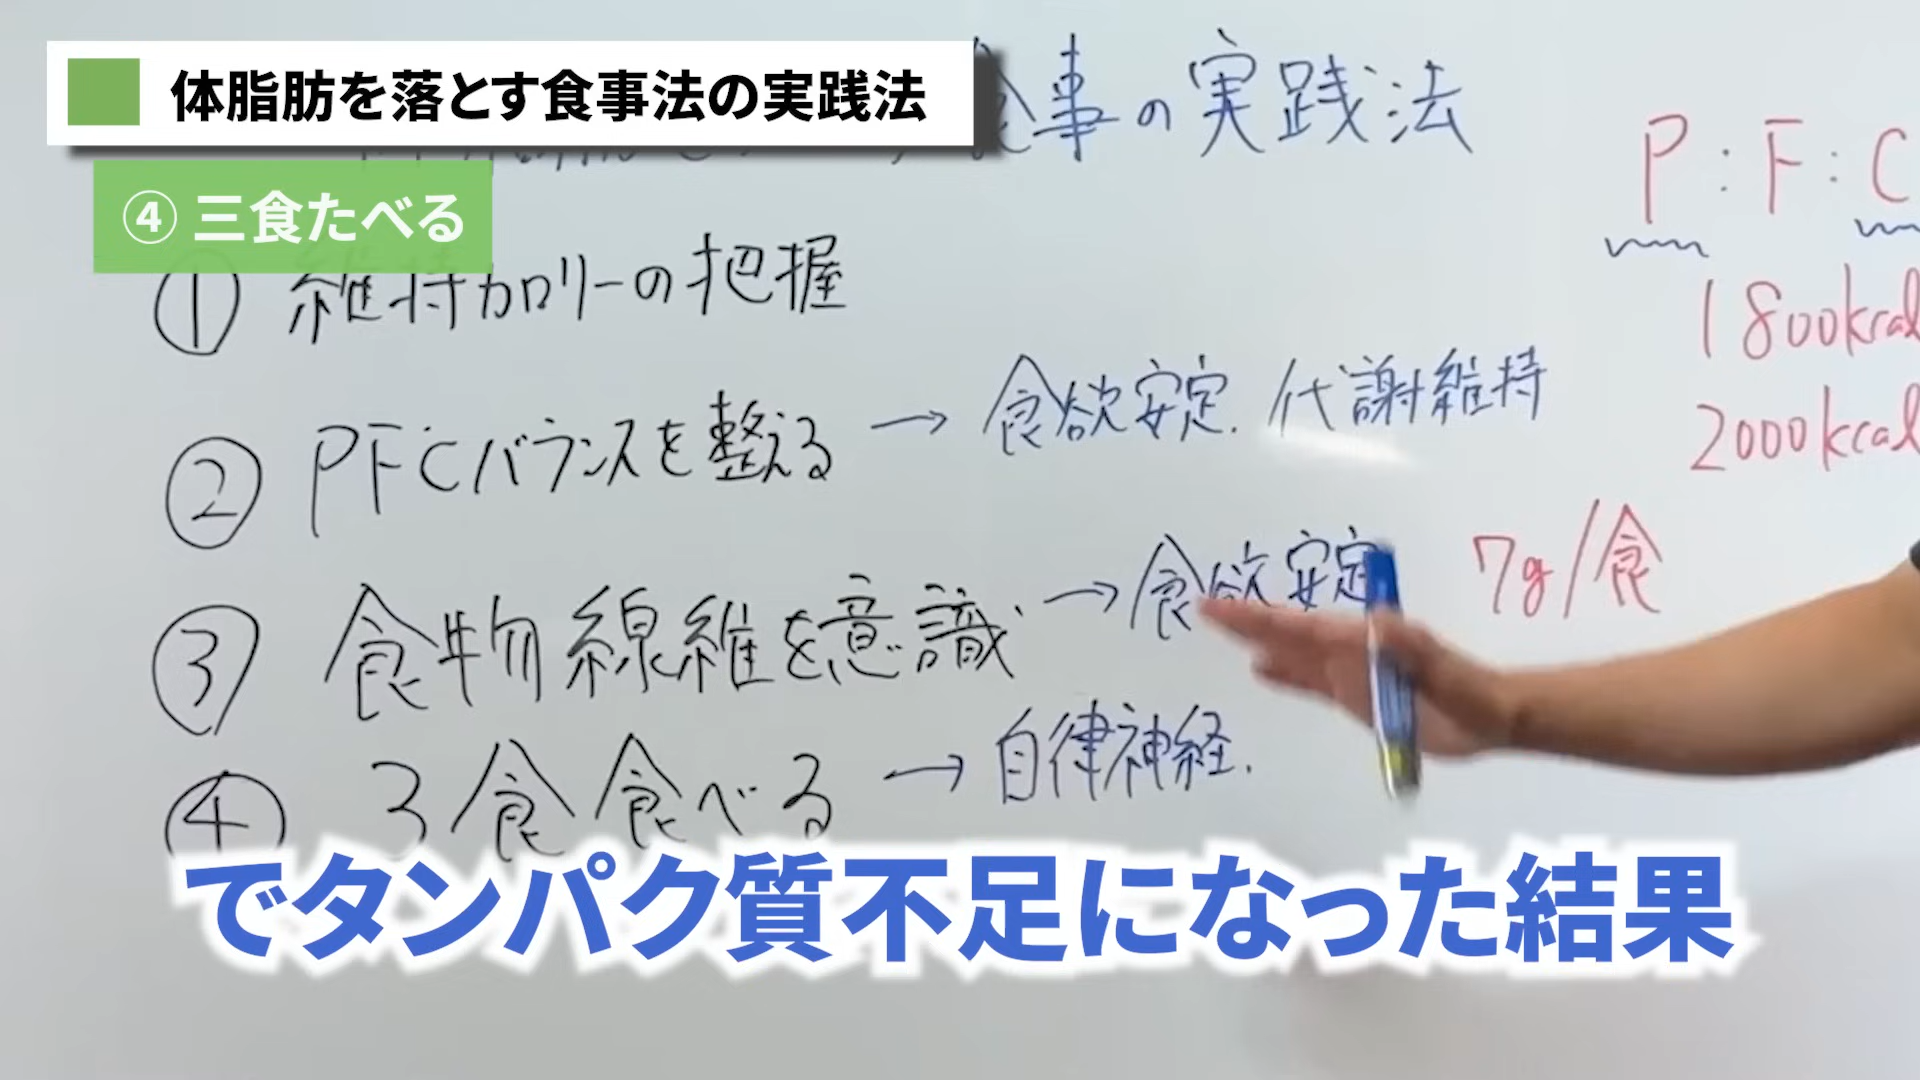 体脂肪を落とす食事法の実践法
④ 三食たべる
食事の実践法
P:F:C
① 維持カロリーの把握
1800kcal
② PFCバランスを整える → 食欲安定. 代謝維持
2000kcal
③ 食物線維を意識 → 食欲安定 7g/食
④ 3食食べる → 自律神経.
でタンパク質不足になった結果